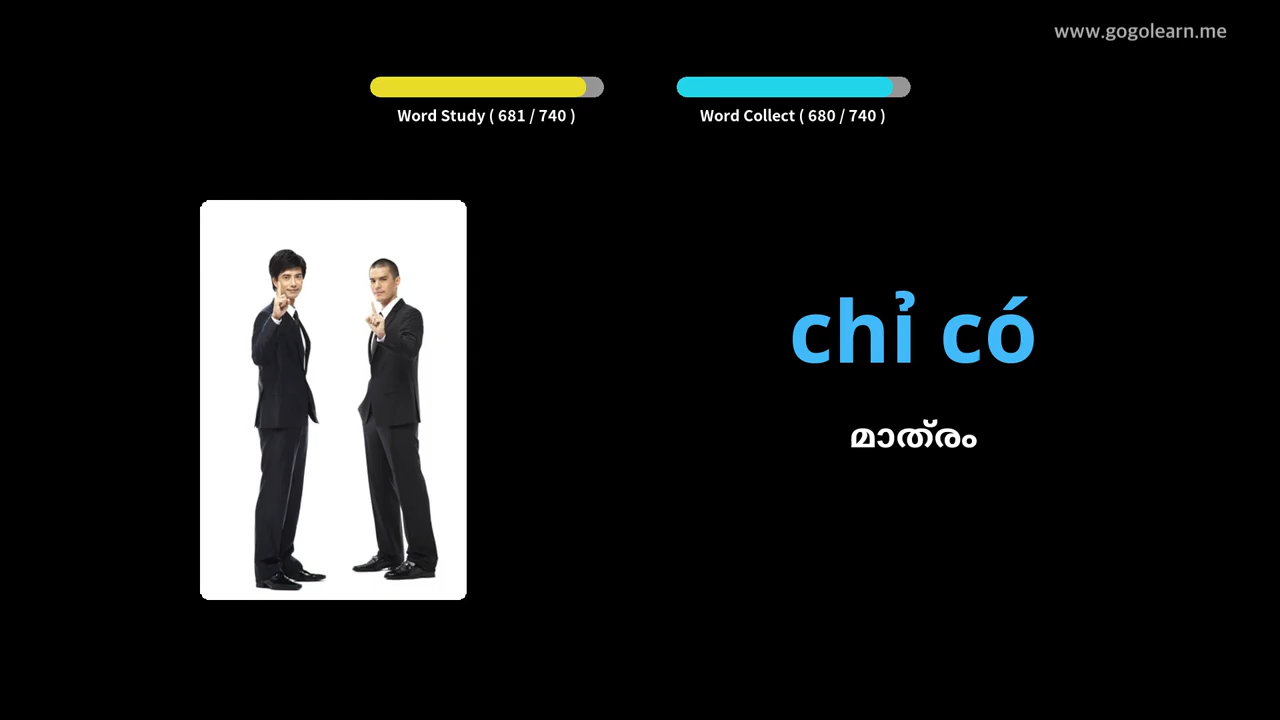 www.gogolearn.me
Word Study ( 681 / 740 )
Word Collect ( 680 / 740 )
chỉ có
മാത്രം